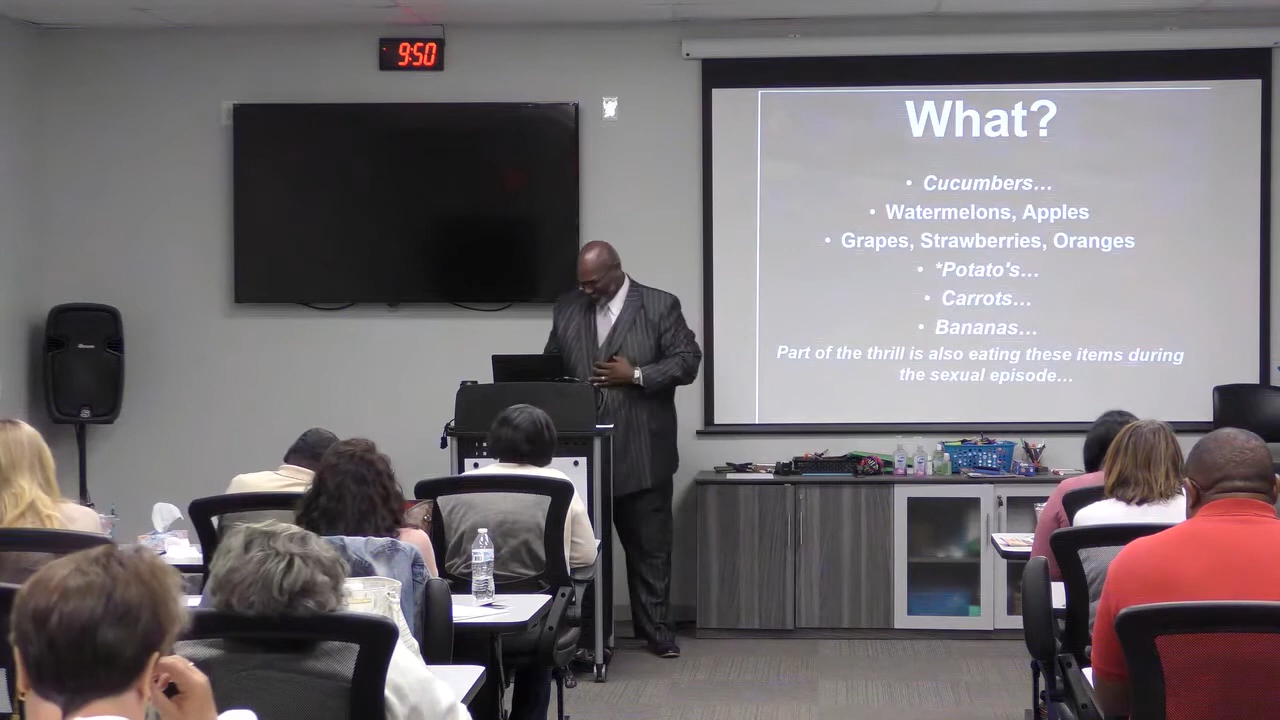 9:50
What?
• Cucumbers…
• Watermelons, Apples
• Grapes, Strawberries, Oranges
• *Potato's…
• Carrots…
• Bananas…
Part of the thrill is also eating these items during
the sexual episode…